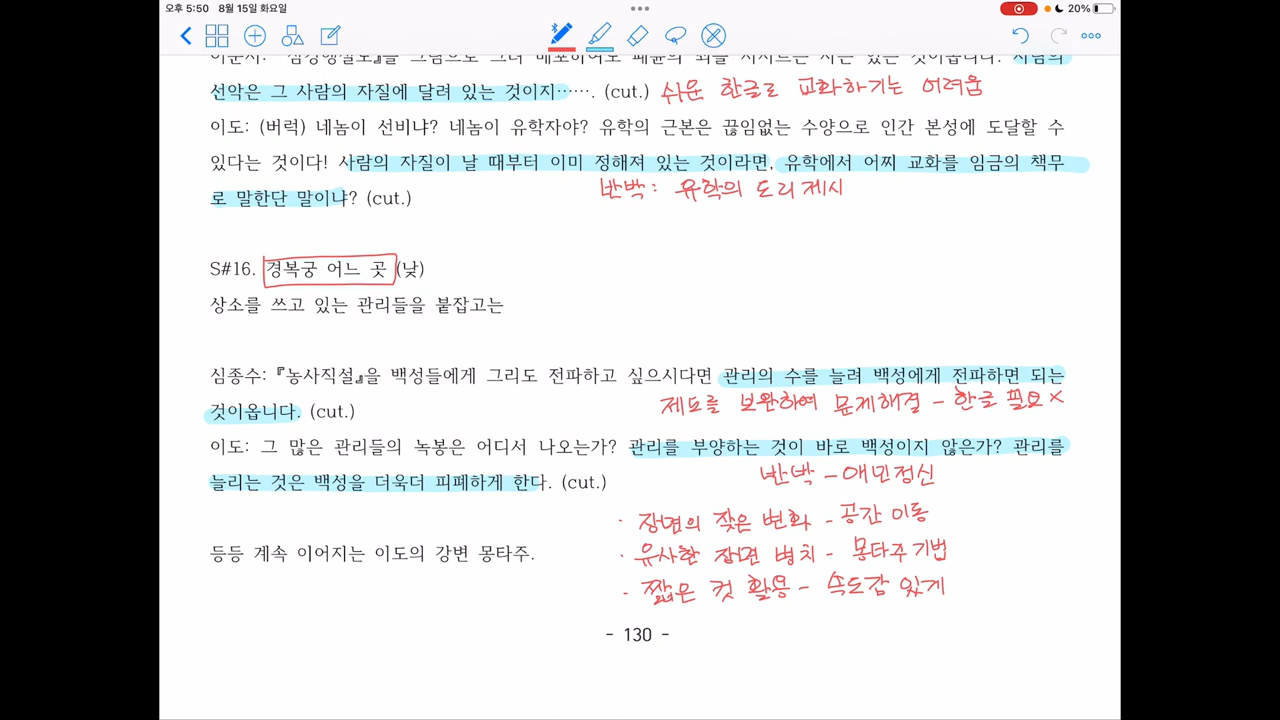 오후 5:50 8월 15일 화요일
20%
선악은 그 사람의 자질에 달려 있는 것이지……. (cut.) 쉬운 한글로 교화하기는 어려움
이도: (버럭) 네놈이 선비냐? 네놈이 유학자야? 유학의 근본은 끊임없는 수양으로 인간 본성에 도달할 수
있다는 것이다! 사람의 자질이 날 때부터 이미 정해져 있는 것이라면, 유학에서 어찌 교화를 임금의 책무
반박: 유학의 도리 제시
로 말한단 말이냐? (cut.)
S#16. 경복궁 어느 곳 (낮)
상소를 쓰고 있는 관리들을 붙잡고는
심종수: 『농사직설』을 백성들에게 그리도 전파하고 싶으시다면 관리의 수를 늘려 백성에게 전파하면 되는
제도를 보완하여 문제해결 - 한글 필요 ×
것이옵니다. (cut.)
이도: 그 많은 관리들의 녹봉은 어디서 나오는가? 관리를 부양하는 것이 바로 백성이지 않은가? 관리를
반박 - 애민정신
늘리는 것은 백성을 더욱더 피폐하게 한다. (cut.)
· 장면의 잦은 변화 - 공간 이동
등등 계속 이어지는 이도의 강변 몽타주.
· 유사한 장면 병치 - 몽타주 기법
· 짧은 컷 활용 - 속도감 있게
- 130 -